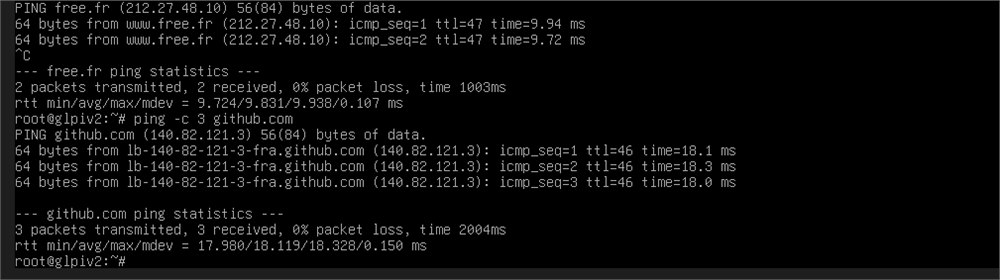 PING free.fr (212.27.48.10) 56(84) bytes of data.
64 bytes from www.free.fr (212.27.48.10): icmp_seq=1 ttl=47 time=9.94 ms
64 bytes from www.free.fr (212.27.48.10): icmp_seq=2 ttl=47 time=9.72 ms
^C
--- free.fr ping statistics ---
2 packets transmitted, 2 received, 0% packet loss, time 1003ms
rtt min/avg/max/mdev = 9.724/9.831/9.938/0.107 ms
root@glpiv2:~# ping -c 3 github.com
PING github.com (140.82.121.3) 56(84) bytes of data.
64 bytes from lb-140-82-121-3-fra.github.com (140.82.121.3): icmp_seq=1 ttl=46 time=18.1 ms
64 bytes from lb-140-82-121-3-fra.github.com (140.82.121.3): icmp_seq=2 ttl=46 time=18.3 ms
64 bytes from lb-140-82-121-3-fra.github.com (140.82.121.3): icmp_seq=3 ttl=46 time=18.0 ms
--- github.com ping statistics ---
3 packets transmitted, 3 received, 0% packet loss, time 2004ms
rtt min/avg/max/mdev = 17.980/18.119/18.328/0.150 ms
root@glpiv2:~#